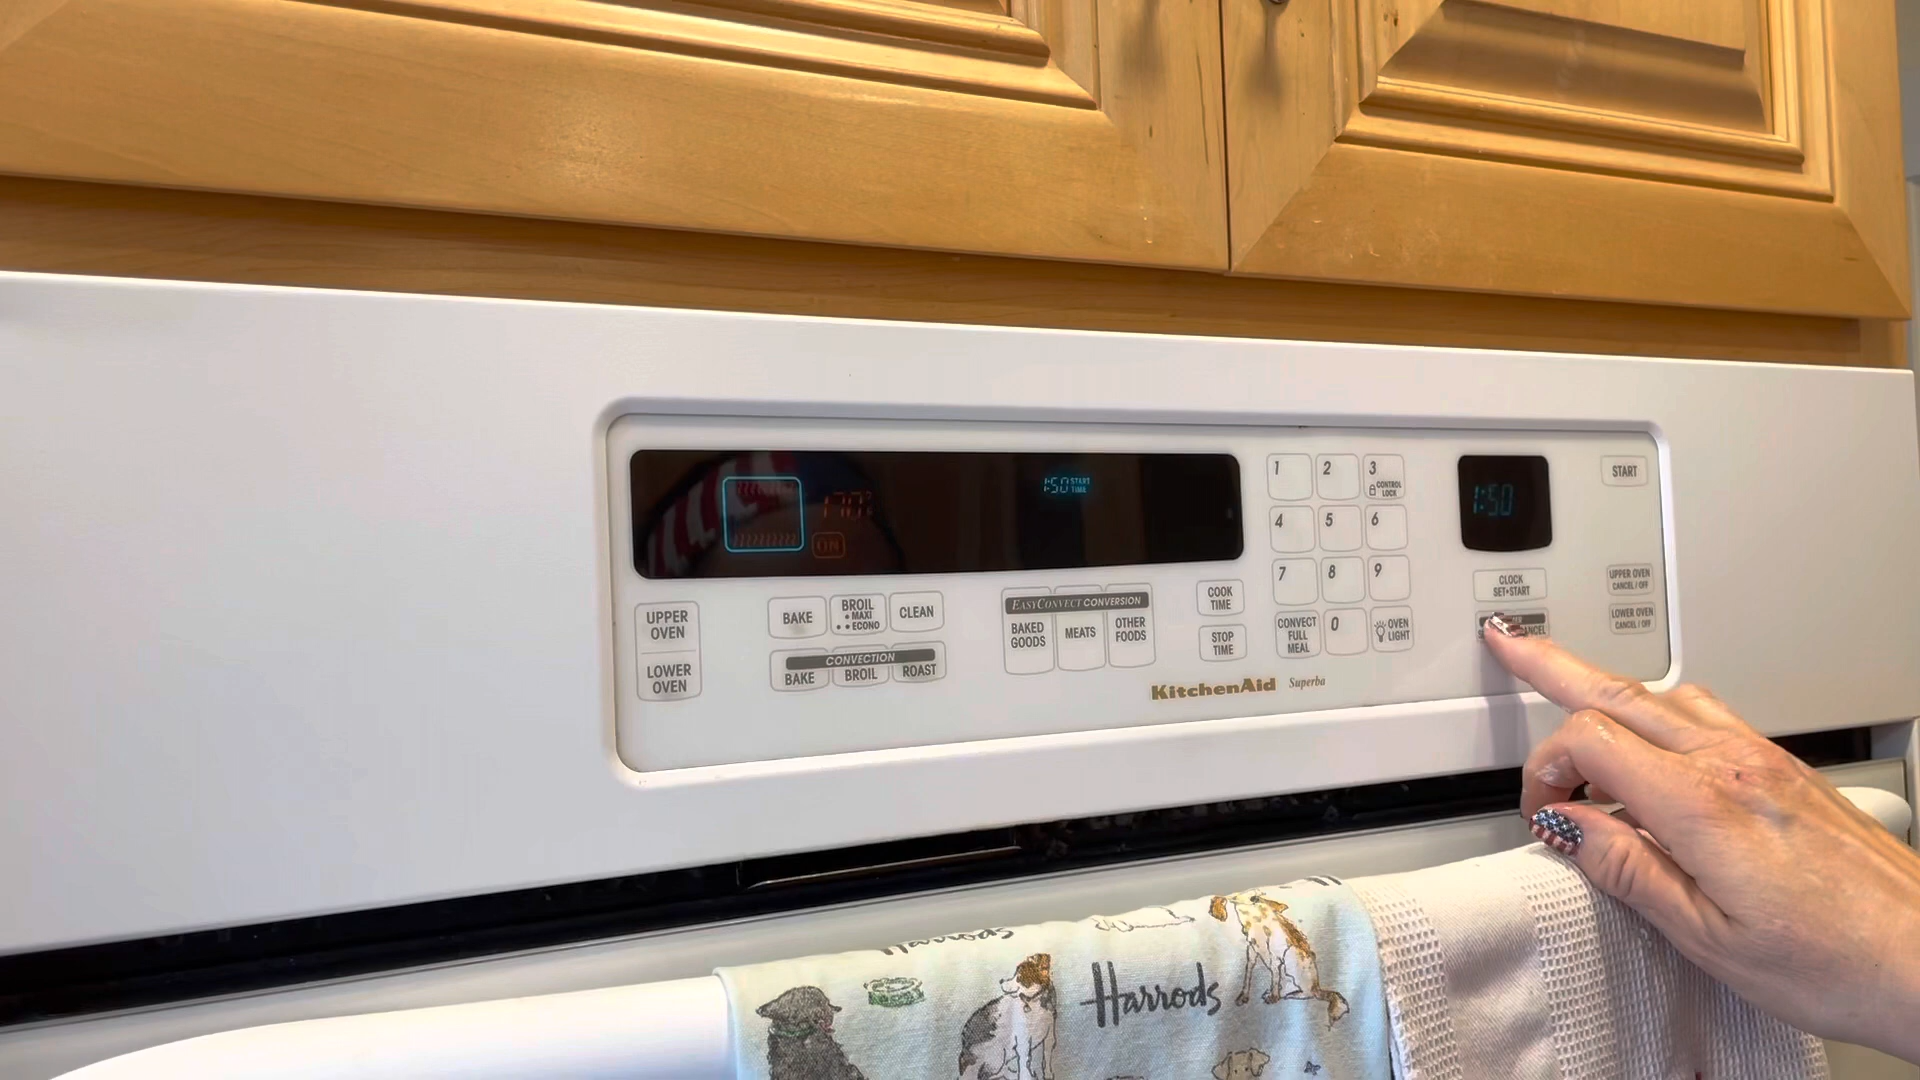 170°
ON
1:50 START
TIME
UPPER
OVEN
LOWER
OVEN
BAKE
BROIL
• MAXI
•• ECONO
CLEAN
CONVECTION
BAKE
BROIL
ROAST
EASYCONVECT CONVERSION
BAKED
GOODS
MEATS
OTHER
FOODS
COOK
TIME
STOP
TIME
1
2
3
CONTROL
LOCK
4
5
6
7
8
9
CONVECT
FULL
MEAL
0
OVEN
LIGHT
1:50
CLOCK
SET•START
START
UPPER OVEN
CANCEL / OFF
LOWER OVEN
CANCEL / OFF
KitchenAid Superba
Harrods